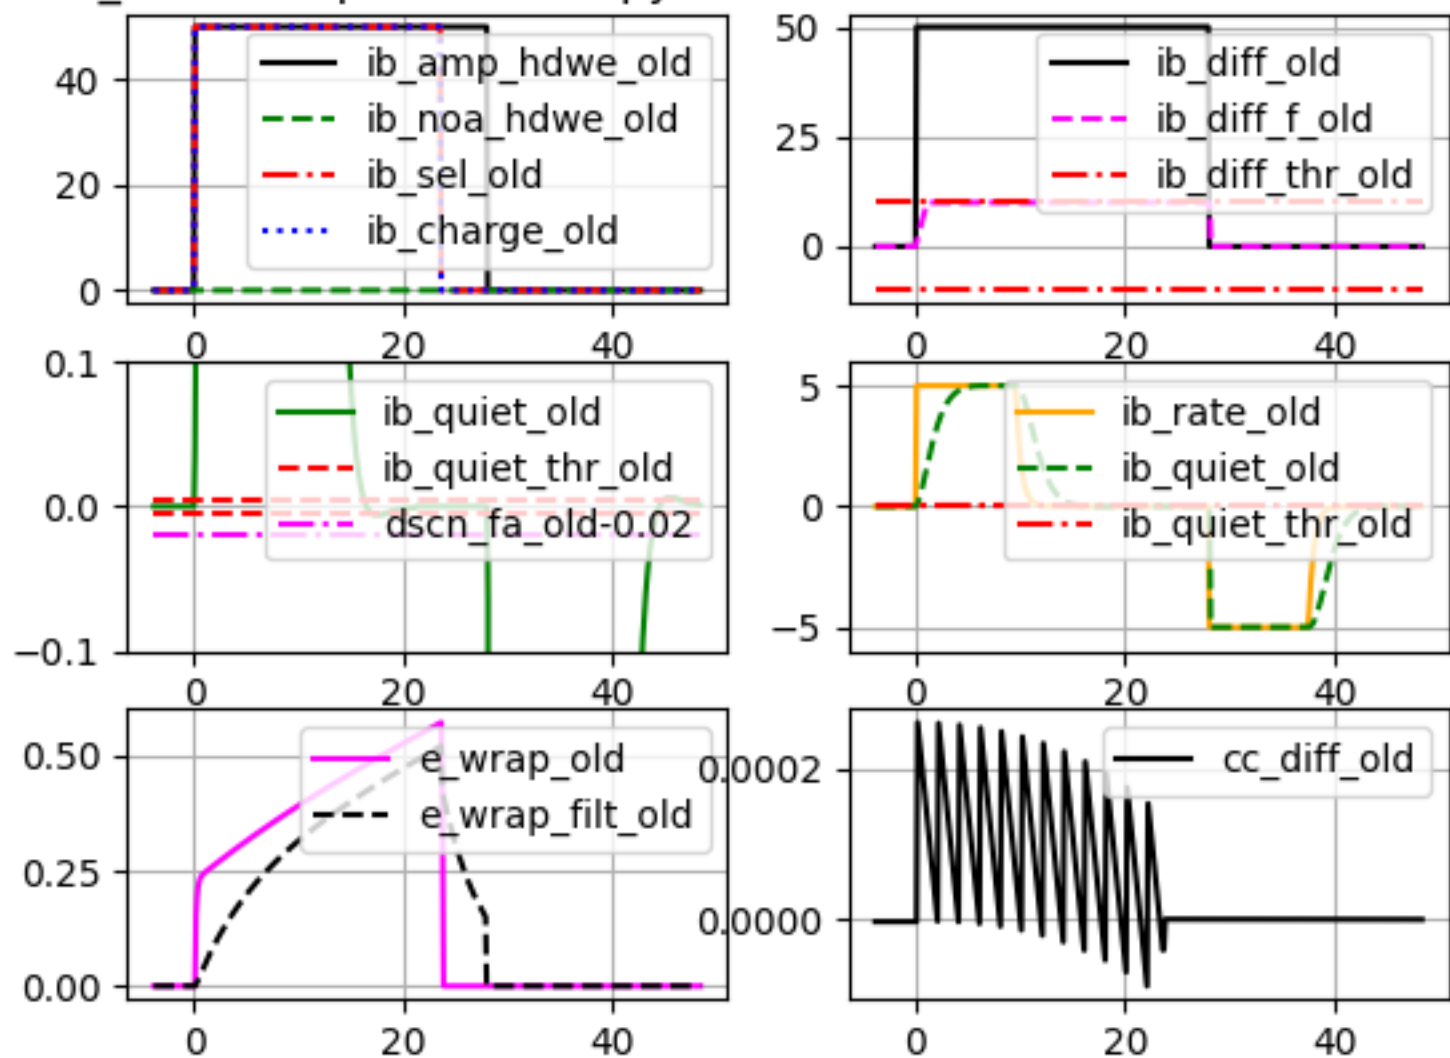 40
20
0
ib_amp_hdwe_old
ib_noa_hdwe_old
ib_sel_old
ib_charge_old
0 20 40
50
25
0
ib_diff_old
ib_diff_f_old
ib_diff_thr_old
0 20 40
0.1
0.0
−0.1
ib_quiet_old
ib_quiet_thr_old
dscn_fa_old-0.02
0 20 40
5
0
−5
ib_rate_old
ib_quiet_old
ib_quiet_thr_old
0 20 40
0.50
0.25
0.00
e_wrap_old
e_wrap_filt_old
0 20 40
0.0002
0.0000
cc_diff_old
0 20 40